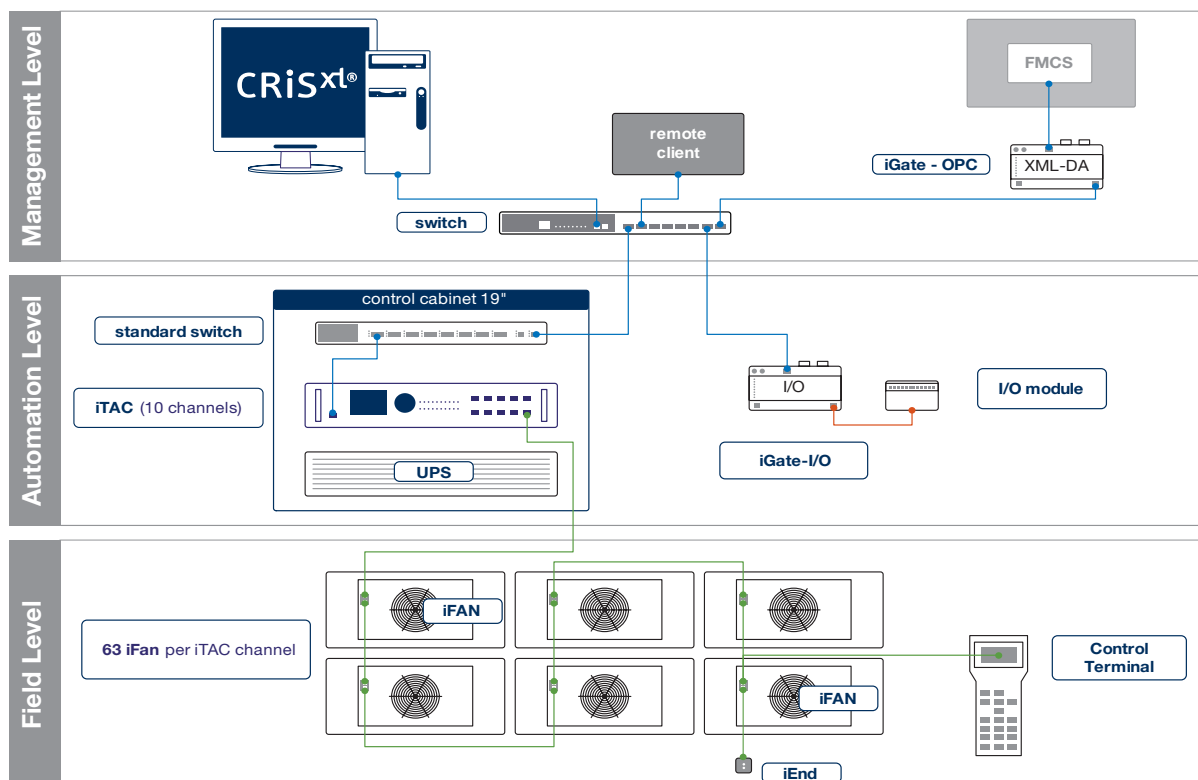 Management Level
CRiSxl®
FMCS
remote
client
iGate - OPC
XML-DA
switch
Automation Level
control cabinet 19"
standard switch
iTAC (10 channels)
I/O
I/O module
UPS
iGate-I/O
Field Level
iFAN
63 iFan per iTAC channel
Control
Terminal
iFAN
iEnd